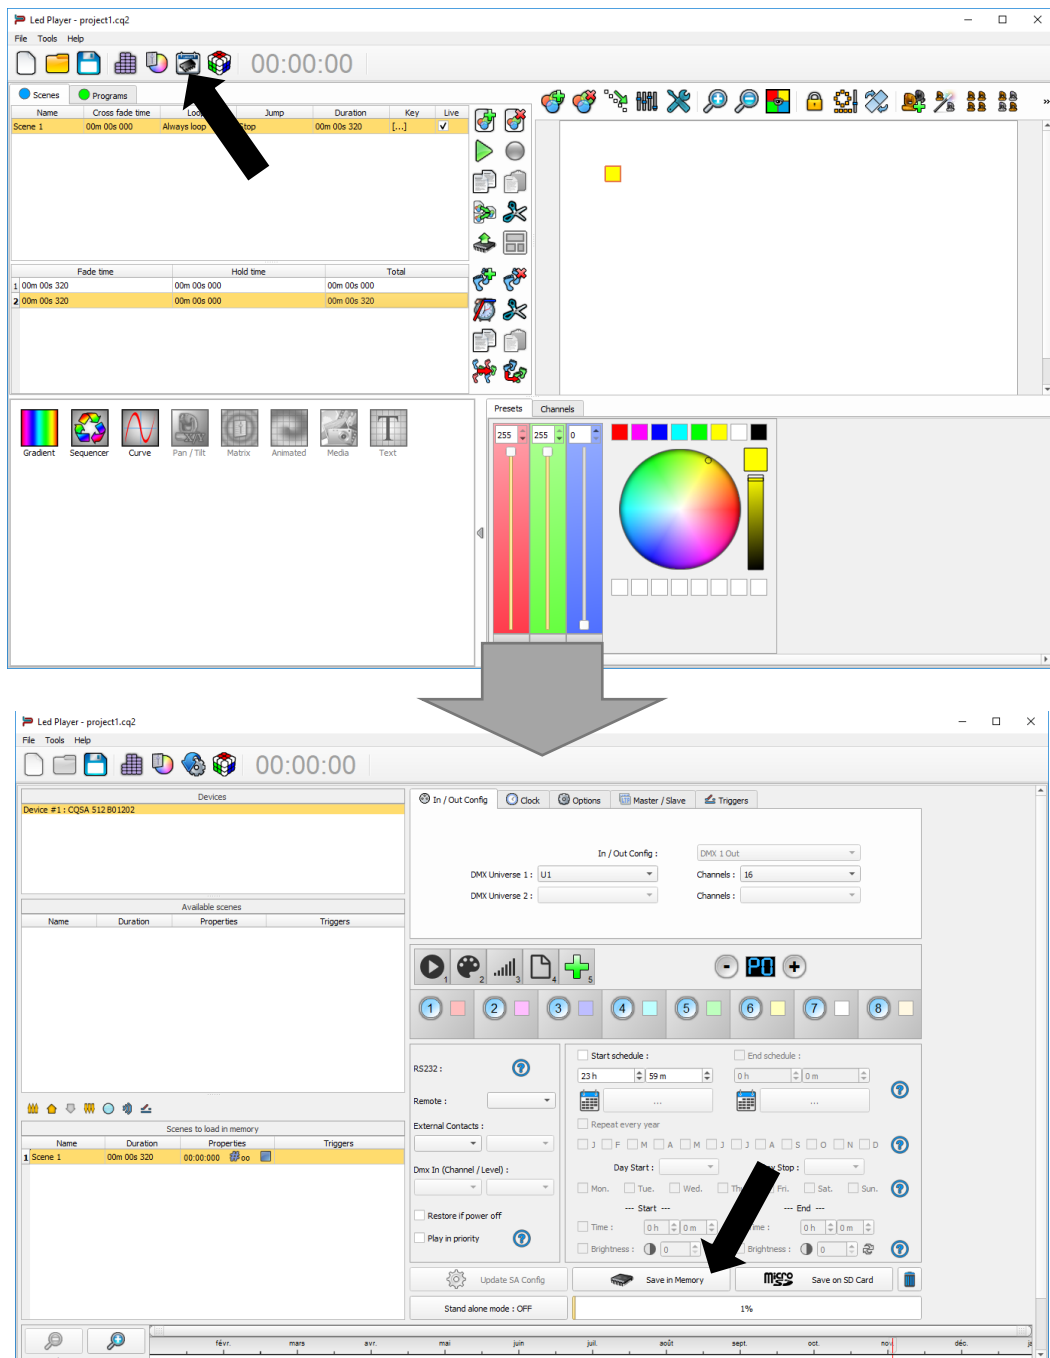 Led Player - project1.cq2
File Tools Help
00:00:00
Scenes Programs
Name Cross fade time Jump Duration Key Live
Scene 1 00m 00s 000 Always loop 00m 00s 320 [...]
Fade time Hold time Total
1 00m 00s 320 00m 00s 000 00m 00s 000
2 00m 00s 320 00m 00s 000 00m 00s 320
Gradient Sequencer Curve Pan / Tilt Matrix Animated Media Text
Presets Channels
255 255 0
Led Player - project1.cq2
File Tools Help
00:00:00
Devices
Device #1 : CQSA 512 B01202
In / Out Config Clock Options Master / Slave Triggers
In / Out Config : DMX 1 Out
DMX Universe 1 : U1 Channels : 16
DMX Universe 2 : Channels :
Available scenes
Name Duration Properties Triggers
1 2 3 4 5
- P0 +
1 2 3 4 5 6 7 8
RS232 :
Remote :
External Contacts :
Dmx In (Channel / Level) :
Restore if power off
Play in priority
Start schedule : End schedule :
23 h 59 m 0 h 0 m
... ...
Repeat every year
J F M A M J J A S O N D
Day Start : Stop :
Mon. Tue. Wed. Fri. Sat. Sun.
--- Start --- --- End ---
Time : 0 h 0 m 0 h 0 m
Brightness : 0 Brightness : 0
Scenes to load in memory
Name Duration Properties Triggers
1 Scene 1 00m 00s 320 00:00:000 oo
Update SA Config Save in Memory Micro SD Save on SD Card
Stand alone mode : OFF 1%
févr. mars avr. mai juin juil. août sept. oct. nov déc.